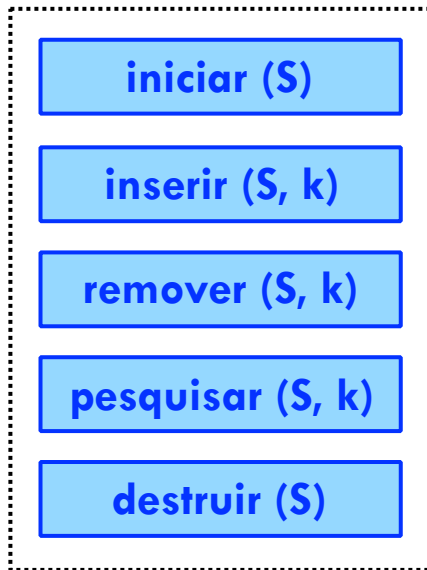 iniciar (S)
inserir (S, k)
remover (S, k)
pesquisar (S, k)
destruir (S)